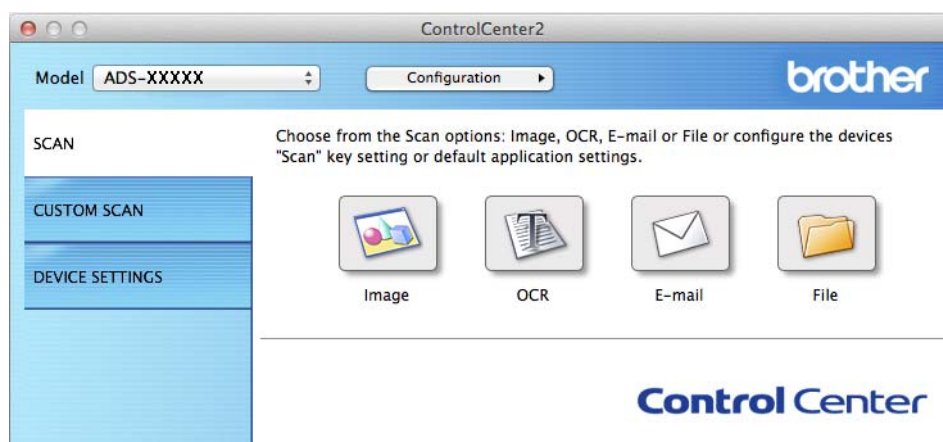 ControlCenter2
Model ADS-XXXXX Configuration brother
SCAN
Choose from the Scan options: Image, OCR, E-mail or File or configure the devices
"Scan" key setting or default application settings.
CUSTOM SCAN
DEVICE SETTINGS
Image OCR E-mail File
Control Center